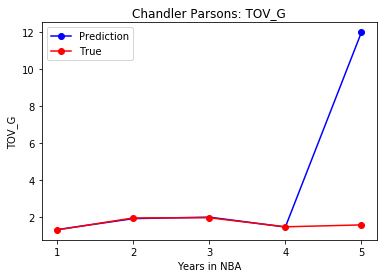 Chandler Parsons: TOV_G
Prediction
True
12
10
8
6
4
2
TOV_G
1 2 3 4 5
Years in NBA